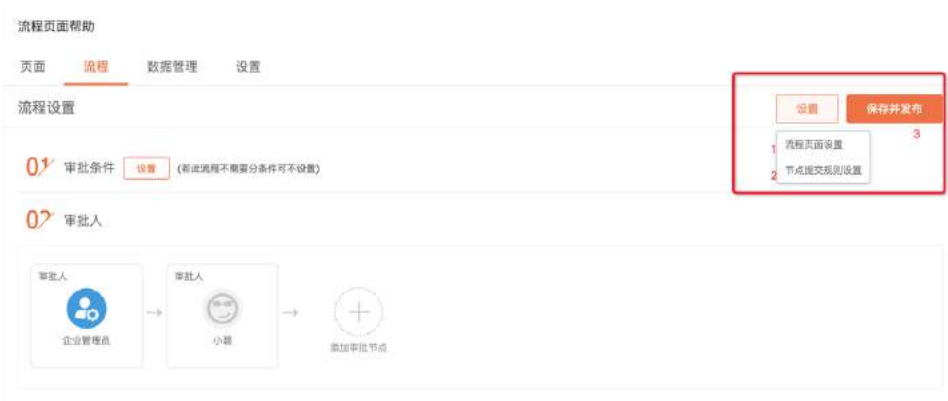 流程页面帮助
页面 流程 数据管理 设置
流程设置
设置 保存并发布
3
1 流程页面设置
2 节点提交规则设置
01 审批条件 设置 (若此流程不需要分条件可不设置)
02 审批人
审批人 审批人
企业管理员 小颖 添加审批节点